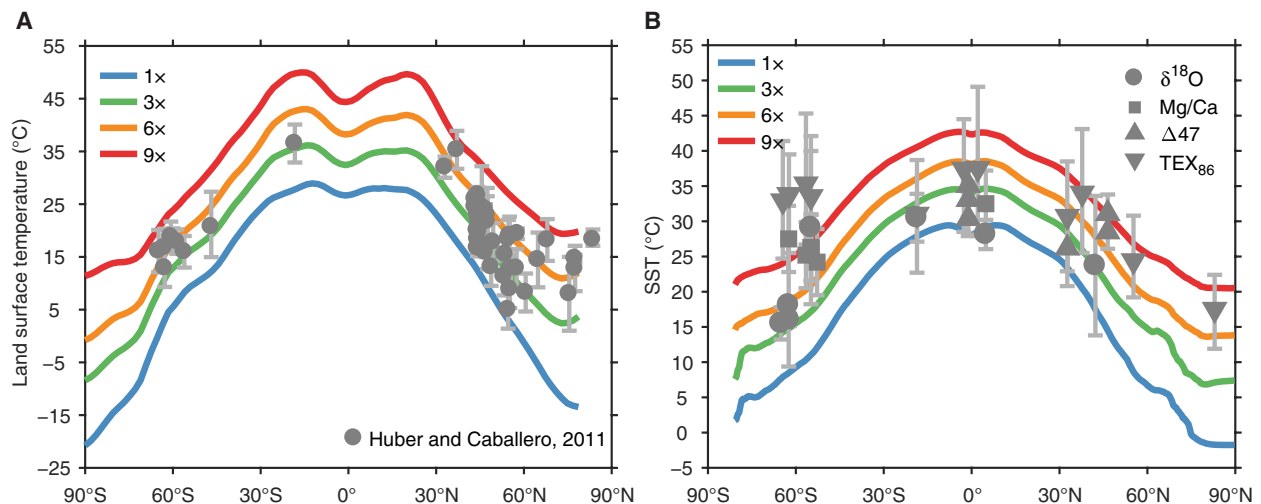 A
Land surface temperature (°C)
55
45
35
25
15
5
−5
−15
−25
1×
3×
6×
9×
Huber and Caballero, 2011
90°S
60°S
30°S
0°
30°N
60°N
90°N
B
SST (°C)
55
50
45
40
35
30
25
20
15
10
5
0
−5
1×
3×
6×
9×
δ¹⁸O
Mg/Ca
Δ47
TEX₈₆
90°S
60°S
30°S
0°
30°N
60°N
90°N